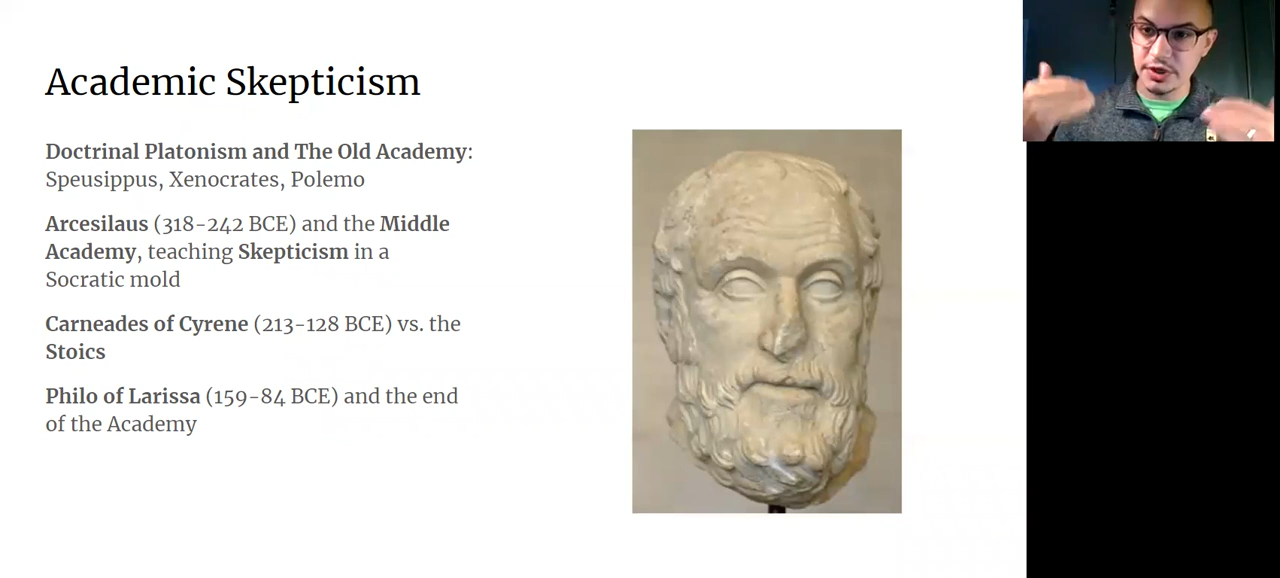 Academic Skepticism
Doctrinal Platonism and The Old Academy:
Speusippus, Xenocrates, Polemo
Arcesilaus (318-242 BCE) and the Middle
Academy, teaching Skepticism in a
Socratic mold
Carneades of Cyrene (213-128 BCE) vs. the
Stoics
Philo of Larissa (159-84 BCE) and the end
of the Academy